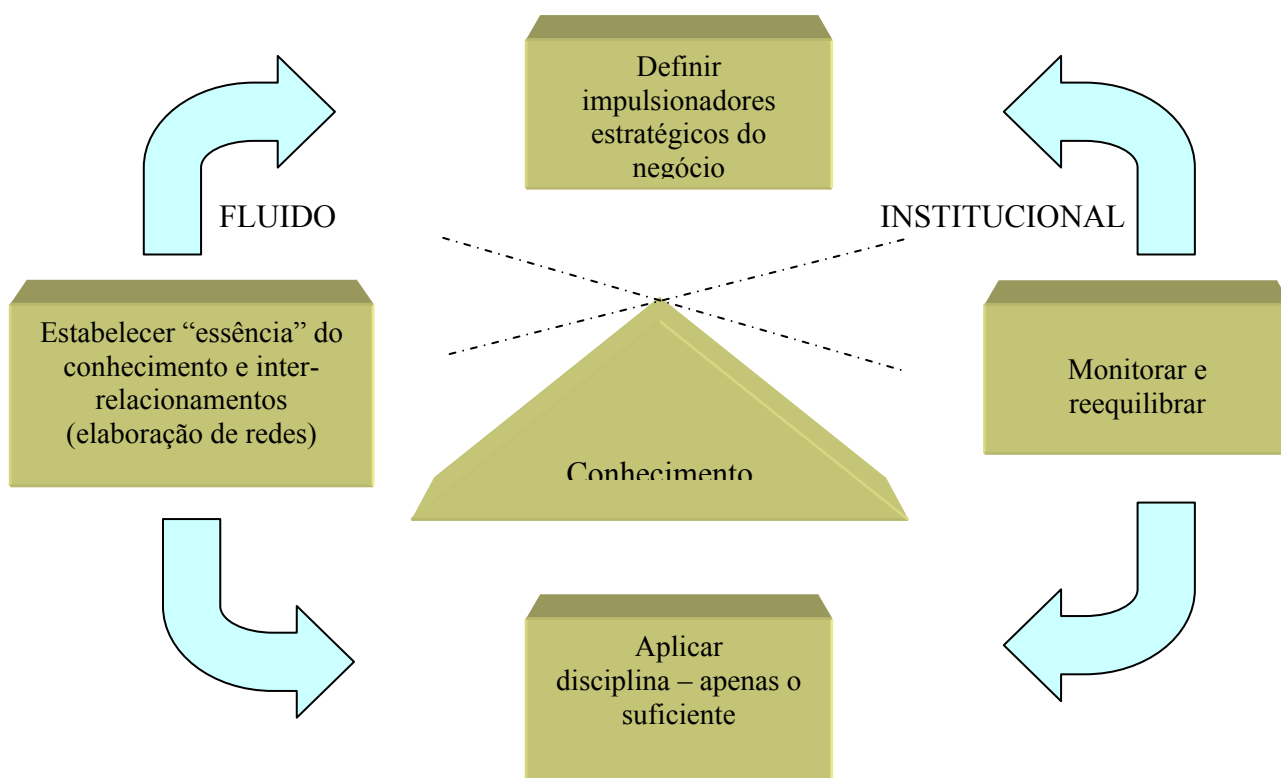 Definir
impulsionadores
estratégicos do
negócio
FLUIDO
INSTITUCIONAL
Estabelecer “essência” do
conhecimento e inter-
relacionamentos
(elaboração de redes)
Monitorar e
reequilibrar
Conhecimento
Aplicar
disciplina – apenas o
suficiente